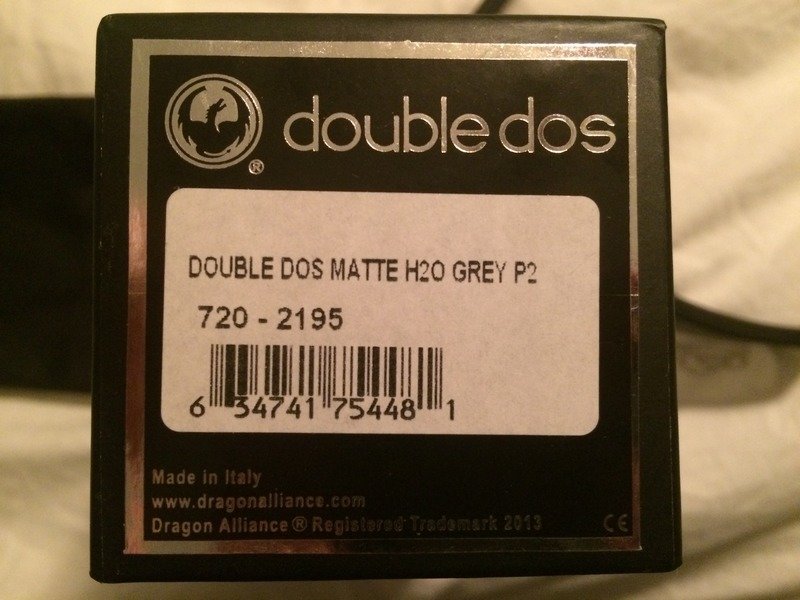 double dos
®
DOUBLE DOS MATTE H2O GREY P2
720 - 2195
6 34741 75448 1
Made in Italy
www.dragonalliance.com
Dragon Alliance® Registered Trademark 2013
CE